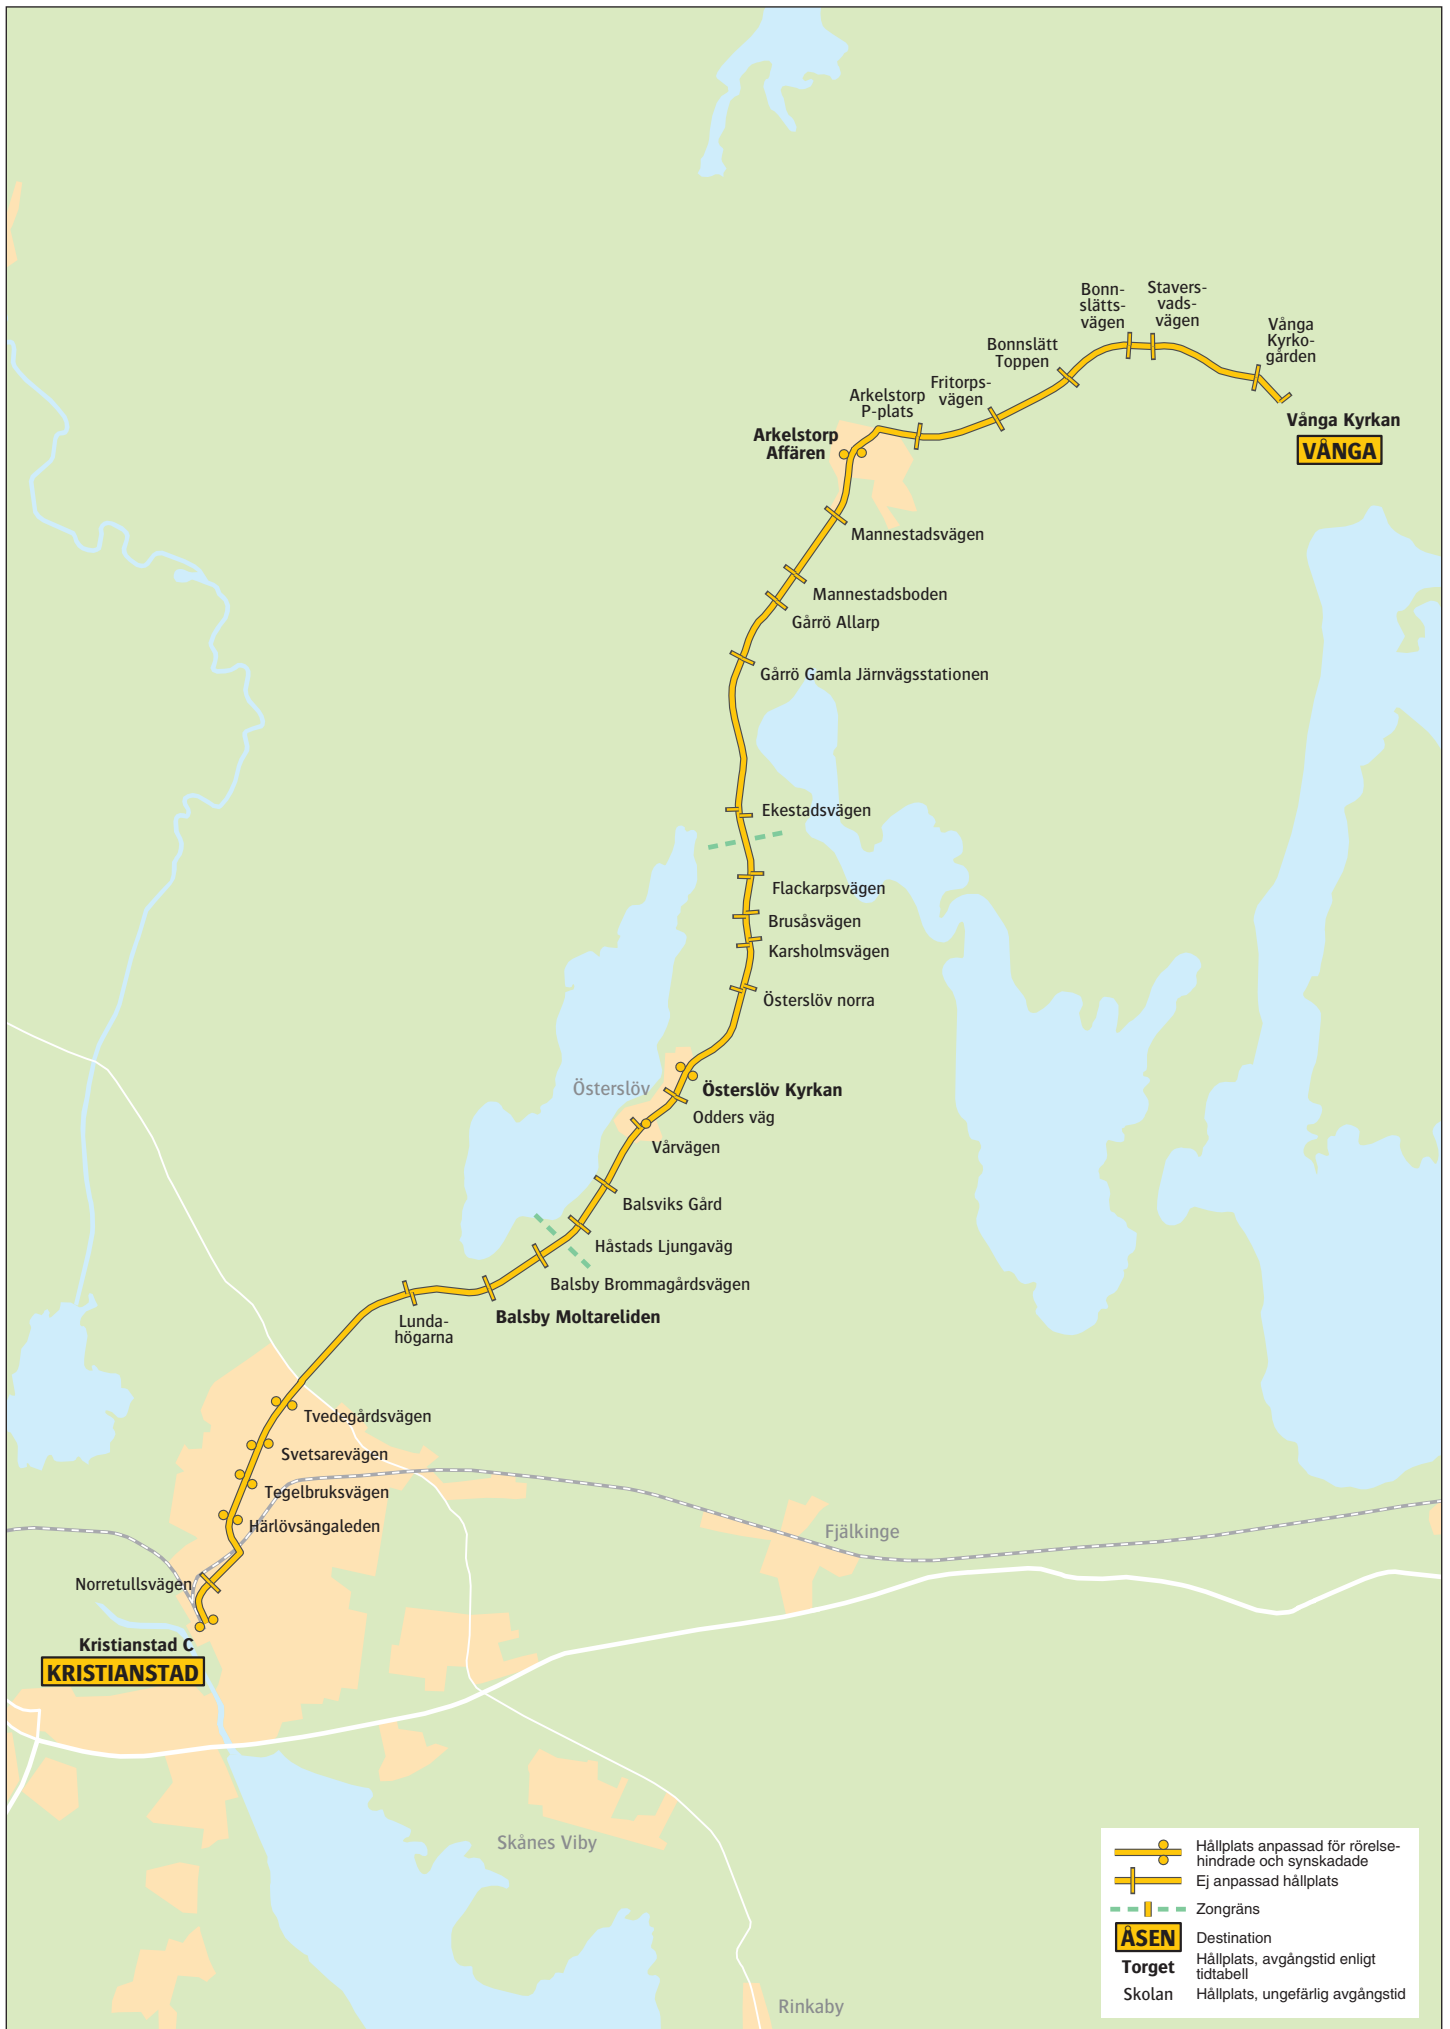 Bonn-
slätts-
vägen
Stavers-
vads-
vägen
Vånga
Kyrko-
gården
Bonnslätt
Toppen
Fritorps-
vägen
Arkelstorp
P-plats
Vånga Kyrkan
VÅNGA
Arkelstorp
Affären
Mannestadsvägen
Mannestadsboden
Gårrö Allarp
Gårrö Gamla Järnvägsstationen
Ekestadsvägen
Flackarpsvägen
Brusåsvägen
Karsholmsvägen
Österslöv norra
Österslöv
Österslöv Kyrkan
Odders väg
Vårvägen
Balsviks Gård
Håstads Ljungaväg
Balsby Brommagårdsvägen
Balsby Moltareliden
Lunda-
högarna
Tvedegårdsvägen
Svetsarevägen
Tegelbruksvägen
Härlövsängaleden
Fjälkinge
Norretullsvägen
Kristianstad C
KRISTIANSTAD
Skånes Viby
Rinkaby
Hållplats anpassad för rörelse-
hindrade och synskadade
Ej anpassad hållplats
Zongräns
ÅSEN Destination
Torget Hållplats, avgångstid enligt
tidtabell
Skolan Hållplats, ungefärlig avgångstid